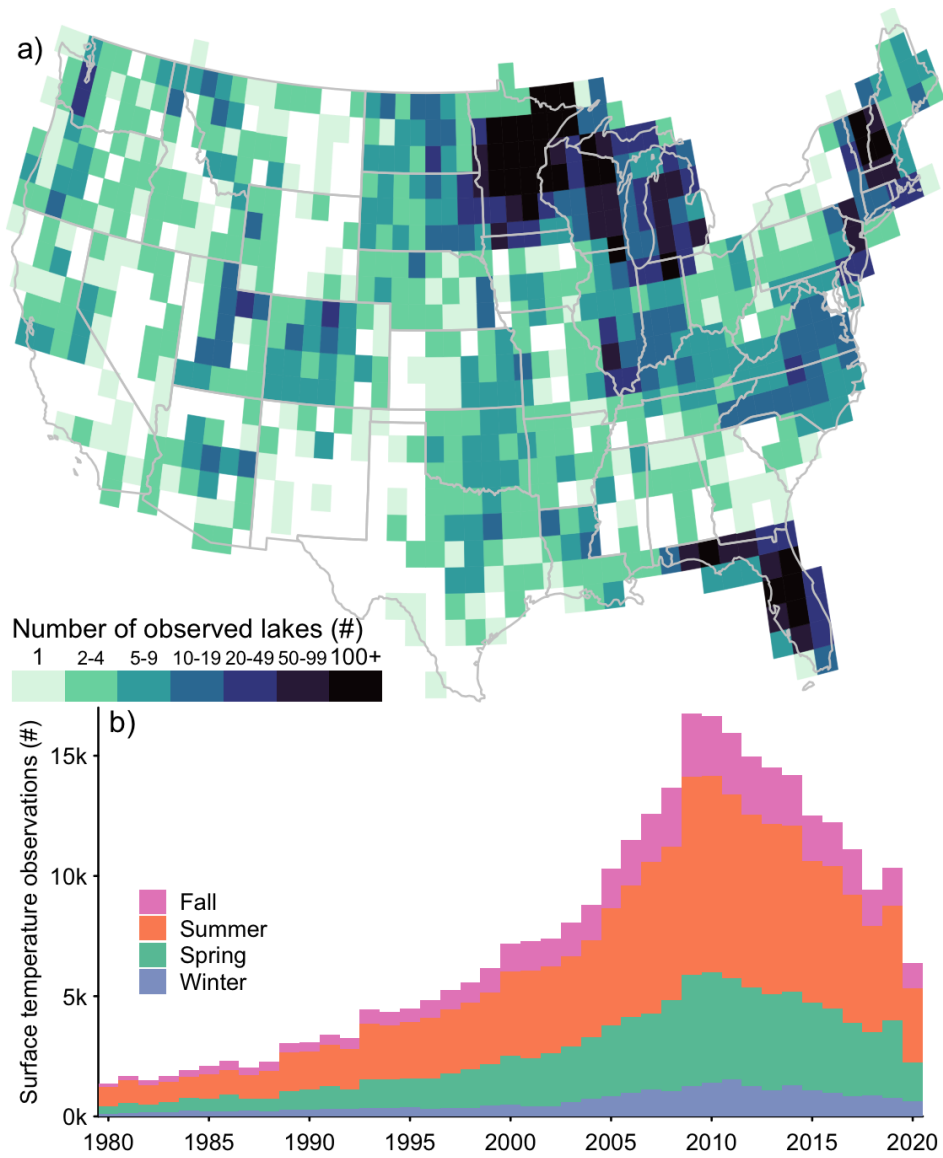 a)
Number of observed lakes (#)
1 2-4 5-9 10-19 20-49 50-99 100+
b)
Surface temperature observations (#)
15k
10k
5k
0k
Fall
Summer
Spring
Winter
1980 1985 1990 1995 2000 2005 2010 2015 2020